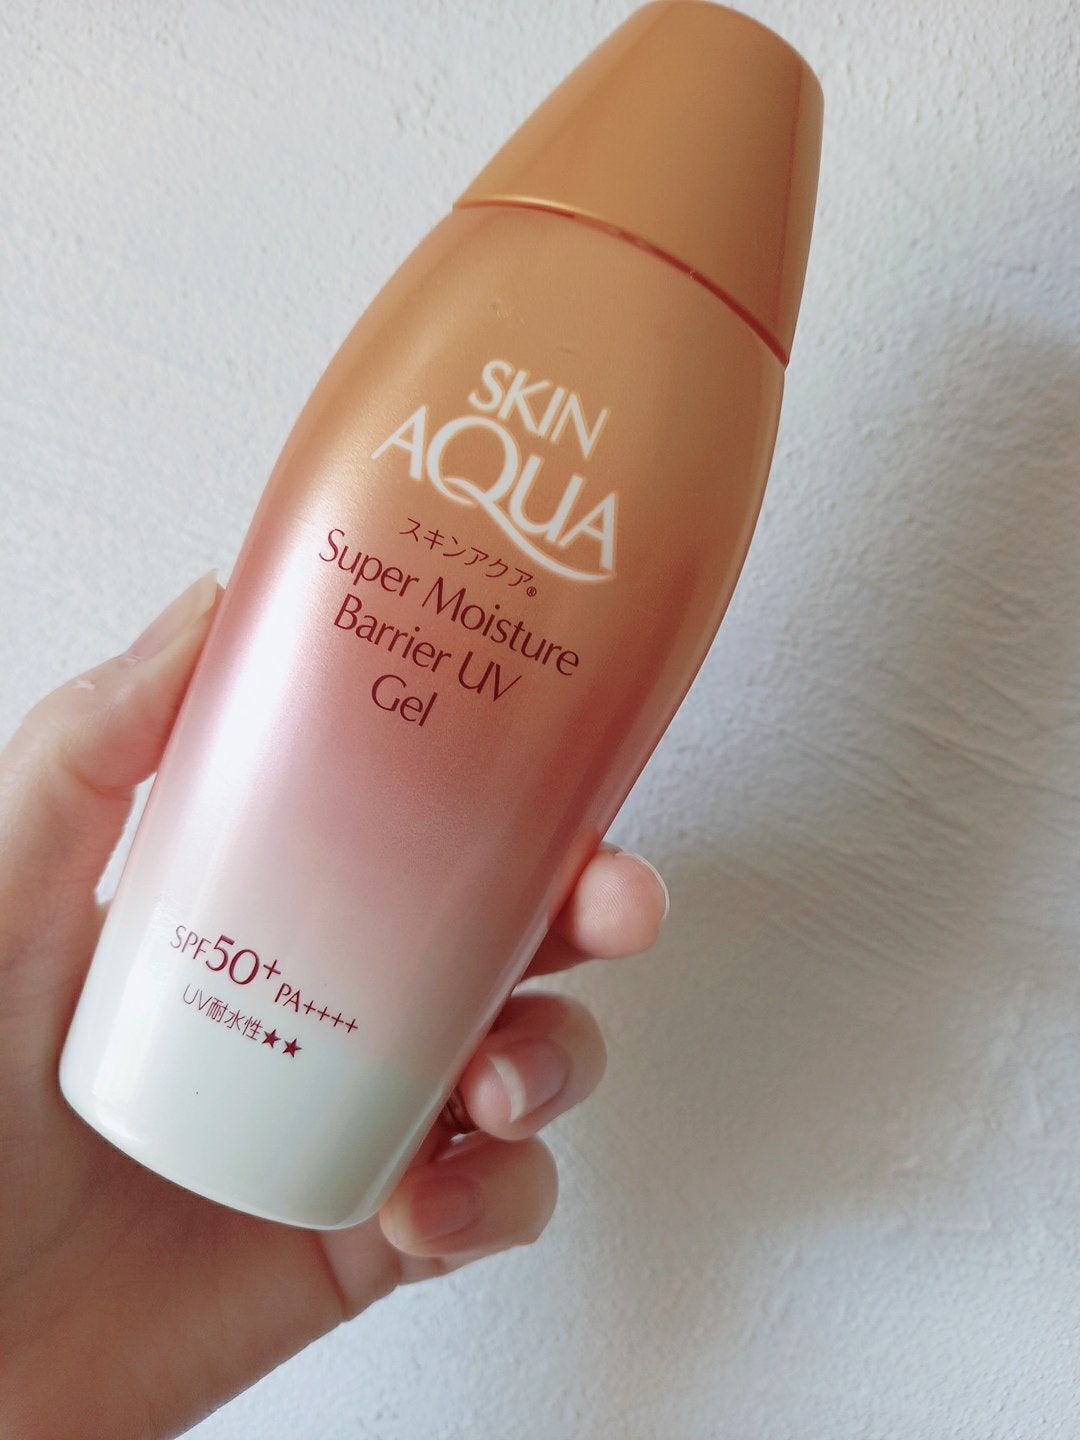 SKIN
AQUA
スキンアクア®
Super Moisture
Barrier UV
Gel
SPF50+ PA++++
UV耐水性★★